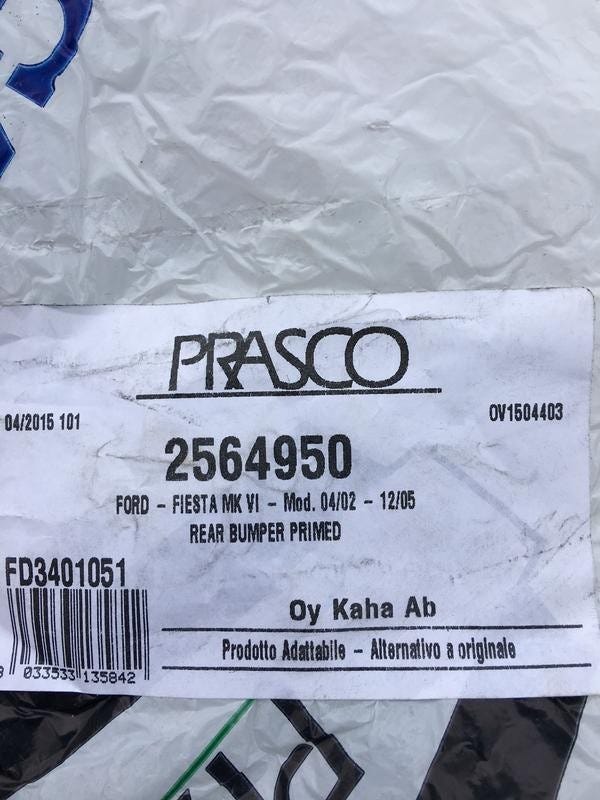 PRASCO
04/2015 101
OV1504403
2564950
FORD - FIESTA MK VI - Mod. 04/02 - 12/05
REAR BUMPER PRIMED
FD3401051
Oy Kaha Ab
Prodotto Adattabile - Alternativo a originale
8 033533 135842